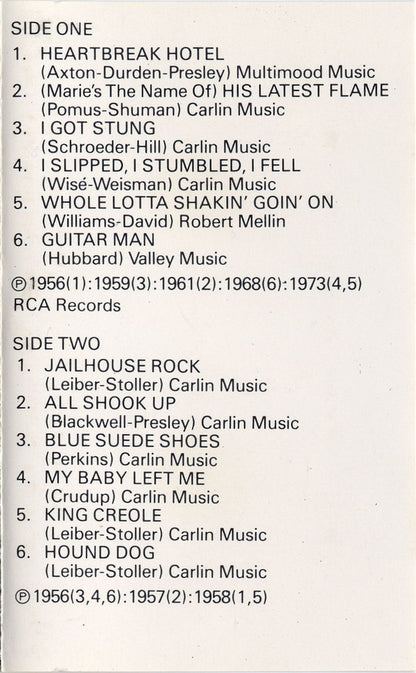 SIDE ONE
1. HEARTBREAK HOTEL
(Axton-Durden-Presley) Multimood Music
2. (Marie's The Name Of) HIS LATEST FLAME
(Pomus-Shuman) Carlin Music
3. I GOT STUNG
(Schroeder-Hill) Carlin Music
4. I SLIPPED, I STUMBLED, I FELL
(Wisé-Weisman) Carlin Music
5. WHOLE LOTTA SHAKIN' GOIN' ON
(Williams-David) Robert Mellin
6. GUITAR MAN
(Hubbard) Valley Music
℗ 1956(1):1959(3):1961(2):1968(6):1973(4,5)
RCA Records
SIDE TWO
1. JAILHOUSE ROCK
(Leiber-Stoller) Carlin Music
2. ALL SHOOK UP
(Blackwell-Presley) Carlin Music
3. BLUE SUEDE SHOES
(Perkins) Carlin Music
4. MY BABY LEFT ME
(Crudup) Carlin Music
5. KING CREOLE
(Leiber-Stoller) Carlin Music
6. HOUND DOG
(Leiber-Stoller) Carlin Music
℗ 1956(3,4,6):1957(2):1958(1,5)